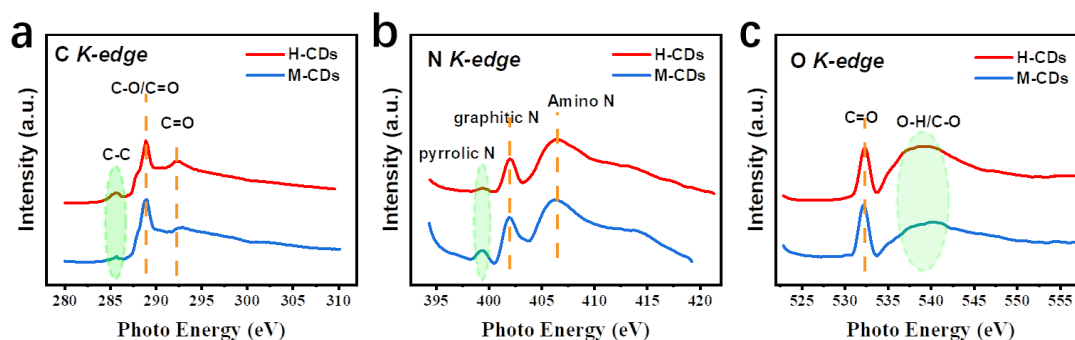 a
C K-edge
H-CDs
M-CDs
C-O/C=O
C=O
C-C
Intensity (a.u.)
280 285 290 295 300 305 310
Photo Energy (eV)
b
N K-edge
H-CDs
M-CDs
Amino N
graphitic N
pyrrolic N
Intensity (a.u.)
395 400 405 410 415 420
Photo Energy (eV)
c
O K-edge
H-CDs
M-CDs
C=O
O-H/C-O
Intensity (a.u.)
525 530 535 540 545 550 555
Photo Energy (eV)